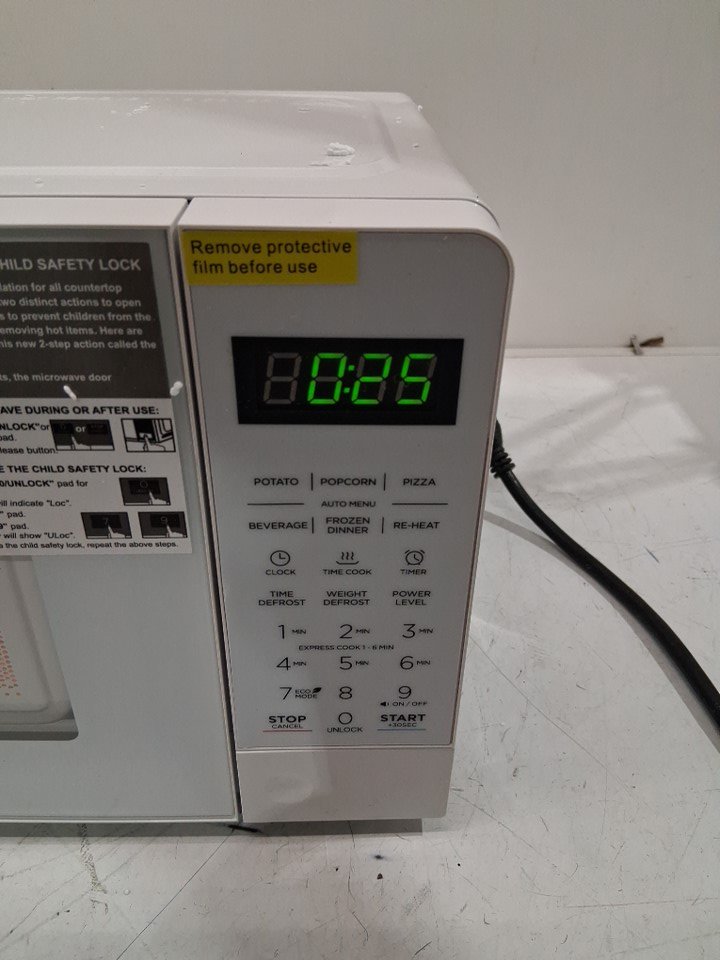 HILD SAFETY LOCK
lation for all countertop
two distinct actions to open
s to prevent children from the
emoving hot items. Here are
his new 2-step action called the
ts, the microwave door
AVE DURING OR AFTER USE:
NLOCK" or or
pad.
lease button.
E THE CHILD SAFETY LOCK:
0/UNLOCK" pad for
will indicate "Loc".
" pad.
9" pad.
will show "ULoc".
e the child safety lock, repeat the above steps.
Remove protective
film before use
0:25
POTATO POPCORN PIZZA
AUTO MENU
BEVERAGE FROZEN DINNER RE-HEAT
CLOCK TIME COOK TIMER
TIME DEFROST WEIGHT DEFROST POWER LEVEL
1 MIN 2 MIN 3 MIN
EXPRESS COOK 1 - 6 MIN
4 MIN 5 MIN 6 MIN
7 ECO MODE 8 9
ON / OFF
STOP 0 START
CANCEL UNLOCK +30SEC